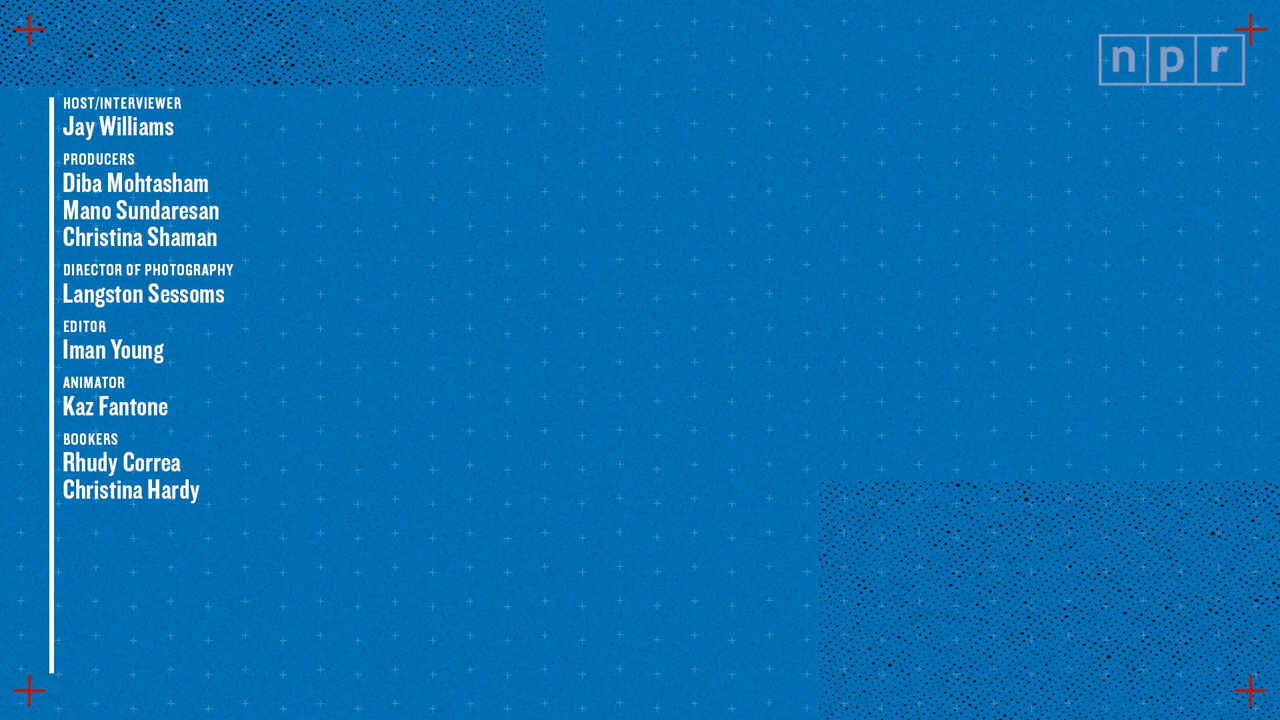 npr
HOST/INTERVIEWER
Jay Williams
PRODUCERS
Diba Mohtasham
Mano Sundaresan
Christina Shaman
DIRECTOR OF PHOTOGRAPHY
Langston Sessoms
EDITOR
Iman Young
ANIMATOR
Kaz Fantone
BOOKERS
Rhudy Correa
Christina Hardy